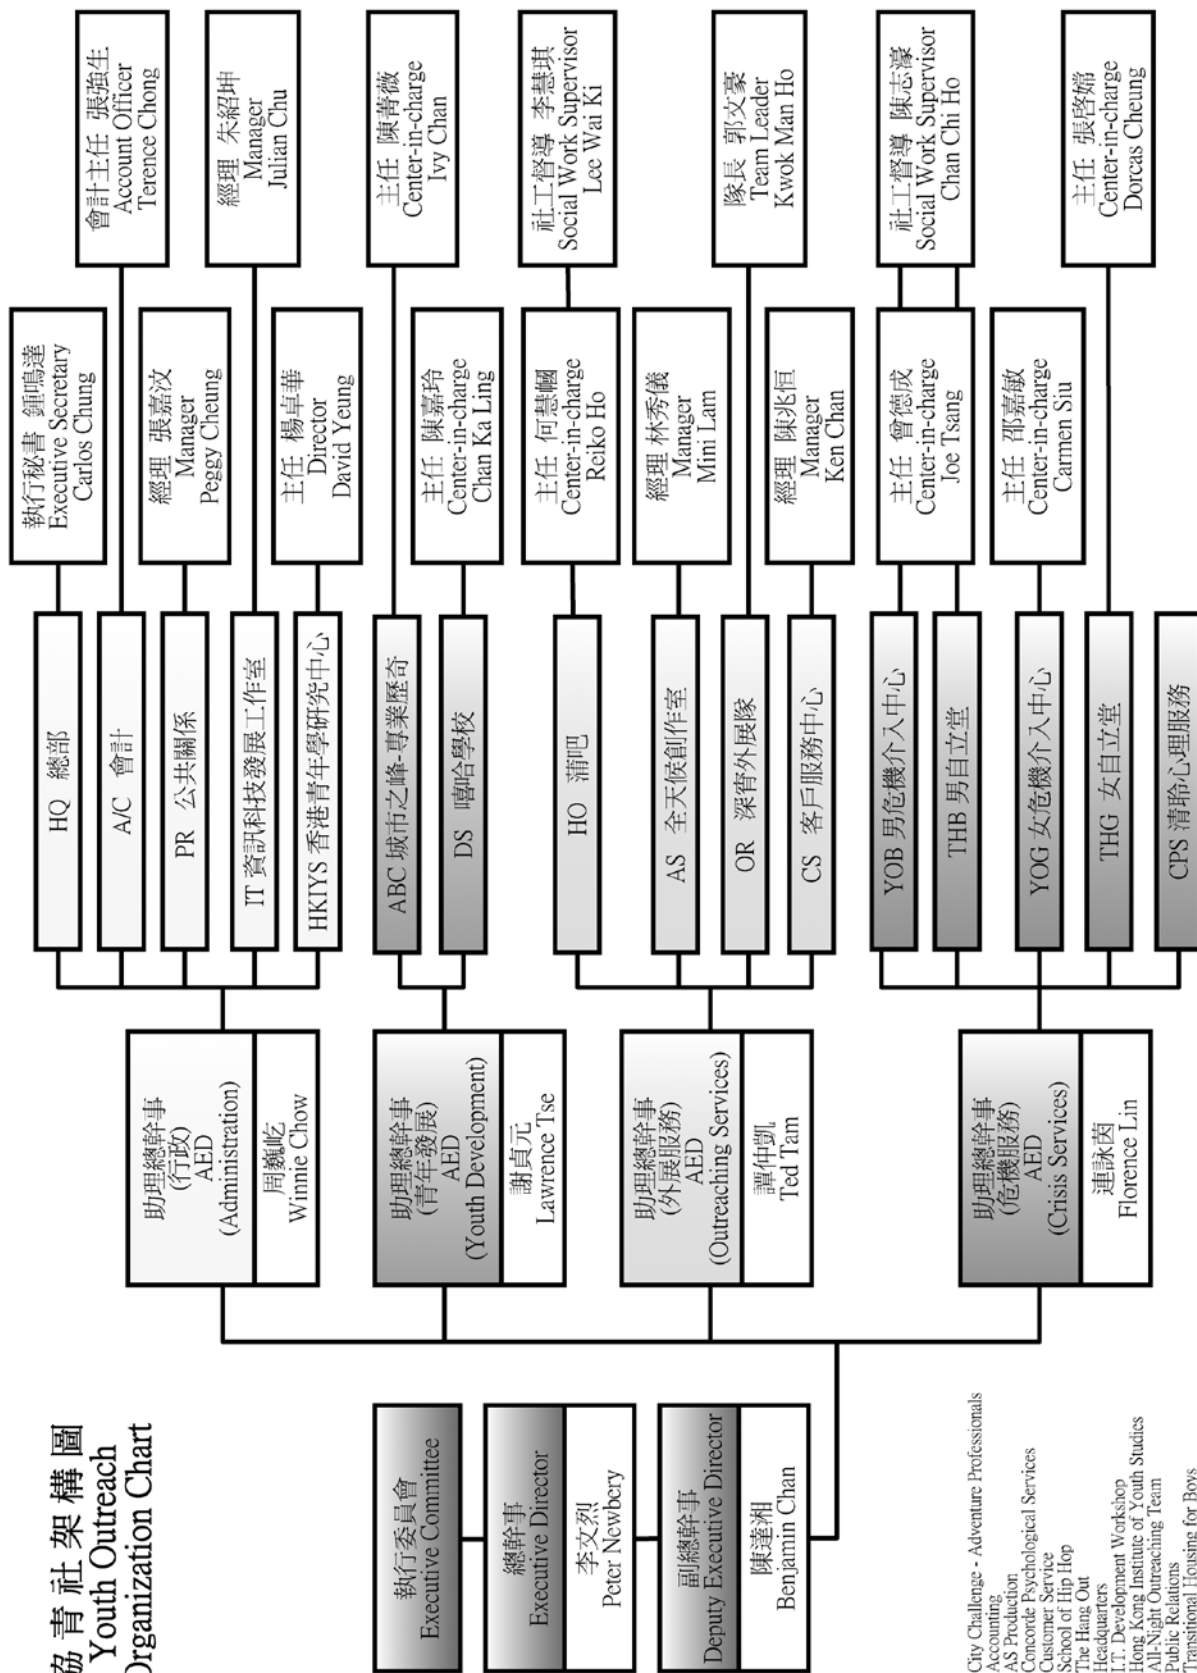 協青社架構圖
Youth Outreach
Organization Chart
執行委員會
Executive Committee
總幹事
Executive Director
李文烈
Peter Newbery
副總幹事
Deputy Executive Director
陳達湘
Benjamin Chan
助理總幹事
(行政)
AED
(Administration)
周巍屹
Winnie Chow
助理總幹事
(青年發展)
AED
(Youth Development)
謝貞元
Lawrence Tse
助理總幹事
(外展服務)
AED
(Outreaching Services)
譚仲凱
Ted Tam
助理總幹事
(危機服務)
AED
(Crisis Services)
連詠茵
Florence Lin
HQ 總部
A/C 會計
PR 公共關係
IT 資訊科技發展工作室
HKIYS 香港青年學研究中心
ABC 城市之峰-專業歷奇
DS 嘻哈學校
HO 蒲吧
AS 全天候創作室
OR 深宵外展隊
CS 客戶服務中心
YOB 男危機介入中心
THB 男自立堂
YOG 女危機介入中心
THG 女自立堂
CPS 清聆心理服務
執行秘書 鍾鳴達
Executive Secretary
Carlos Chung
會計主任 張強生
Account Officer
Terence Chong
經理 張嘉汶
Manager
Peggy Cheung
經理 朱紹坤
Manager
Julian Chu
主任 楊卓華
Director
David Yeung
主任 陳菁薇
Center-in-charge
Ivy Chan
主任 陳嘉玲
Center-in-charge
Chan Ka Ling
主任 何慧幗
Center-in-charge
Reiko Ho
社工督導 李慧琪
Social Work Supervisor
Lee Wai Ki
經理 林秀儀
Manager
Mini Lam
隊長 郭文豪
Team Leader
Kwok Man Ho
經理 陳兆恒
Manager
Ken Chan
主任 曾德成
Center-in-charge
Joe Tsang
社工督導 陳志濠
Social Work Supervisor
Chan Chi Ho
主任 邵嘉敏
Center-in-charge
Carmen Siu
主任 張啓嫦
Center-in-charge
Dorcas Cheung
City Challenge - Adventure Professionals
Accounting
AS Production
Concorde Psychological Services
Customer Service
School of Hip Hop
The Hang Out
Headquarters
I.T. Development Workshop
Hong Kong Institute of Youth Studies
All-Night Outreaching Team
Public Relations
Transitional Housing for Boys